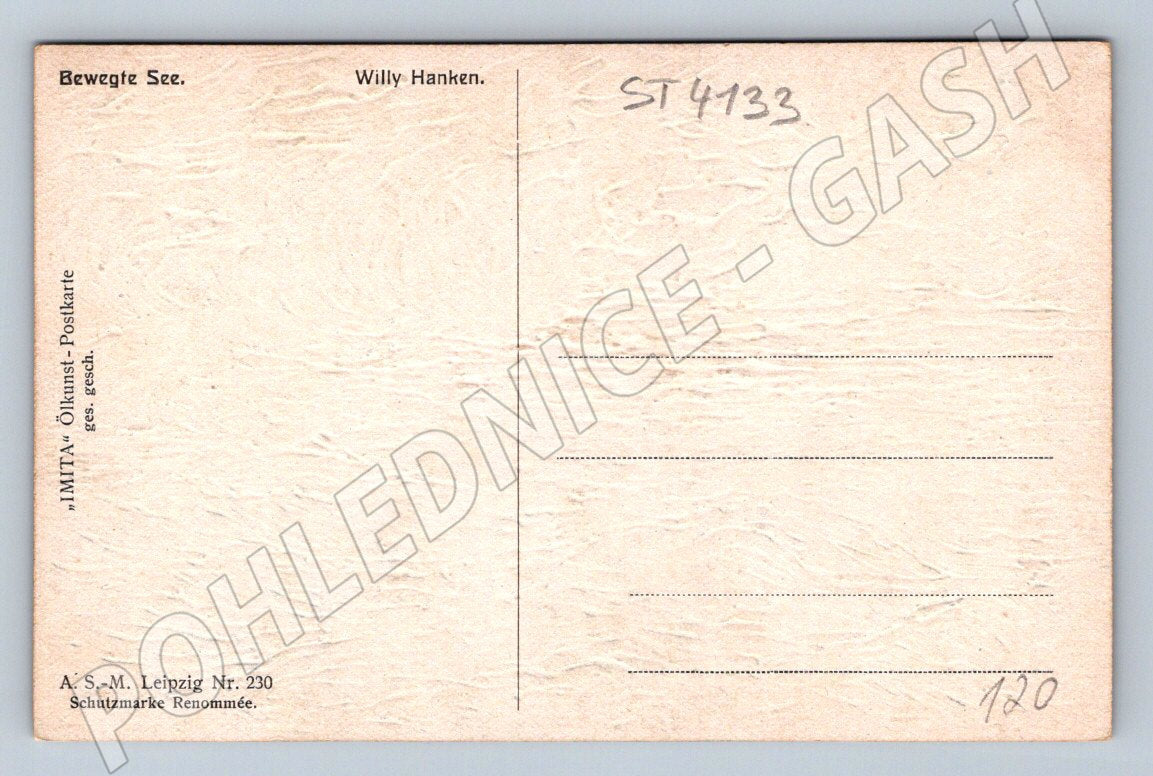 Bewegte See. Willy Hanken.
ST 4133
„IMITA“ Ölkunst-Postkarte
ges. gesch.
A. S.-M. Leipzig Nr. 230
Schutzmarke Renommée.
120
POHLEDNICE - GASH